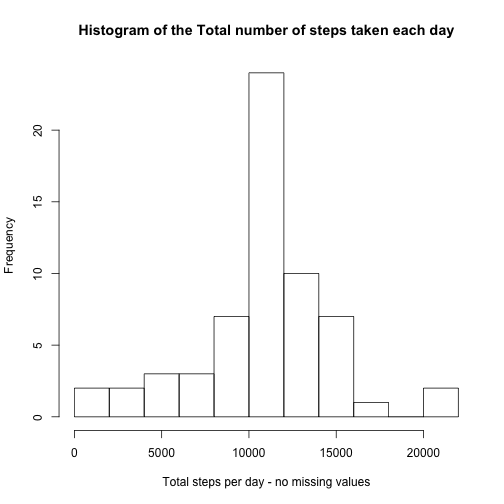 Histogram of the Total number of steps taken each day
Frequency
20
15
10
5
0
0 5000 10000 15000 20000
Total steps per day - no missing values